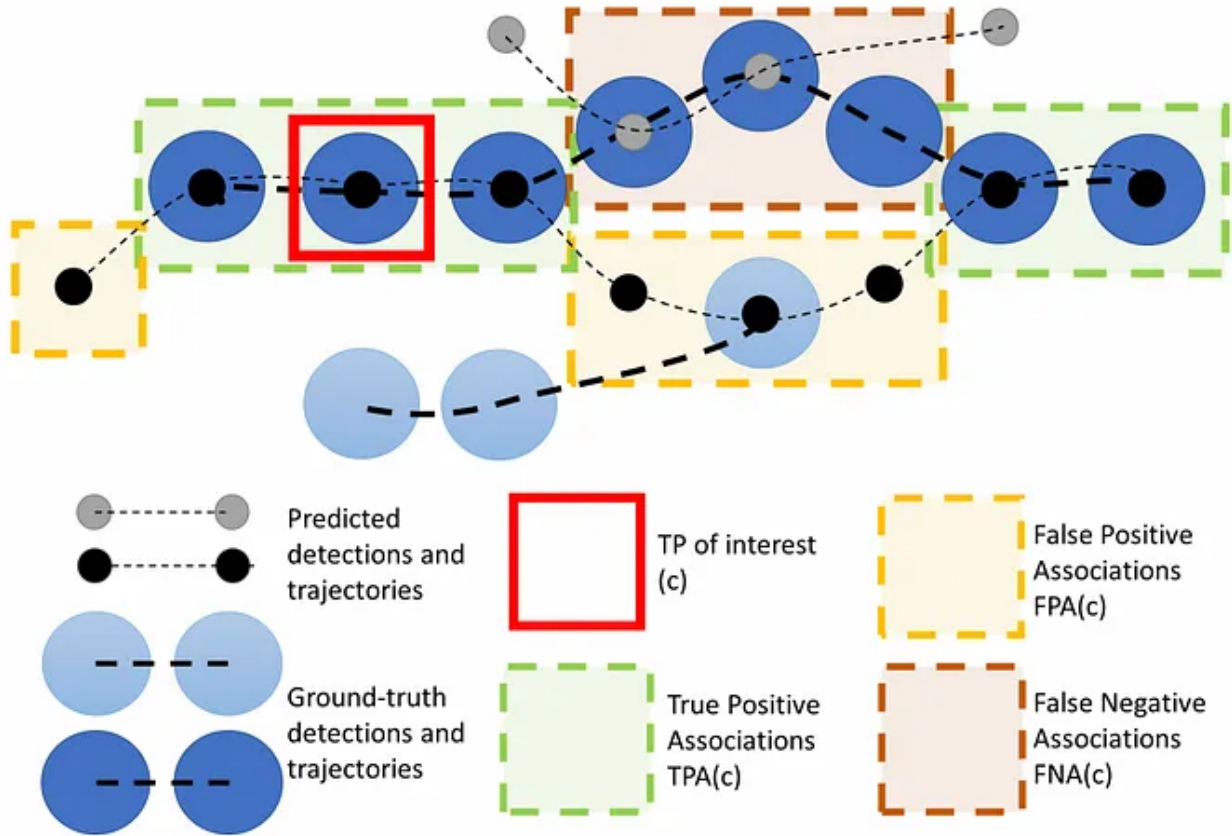 Predicted
detections and
trajectories
Ground-truth
detections and
trajectories
TP of interest
(c)
True Positive
Associations
TPA(c)
False Positive
Associations
FPA(c)
False Negative
Associations
FNA(c)